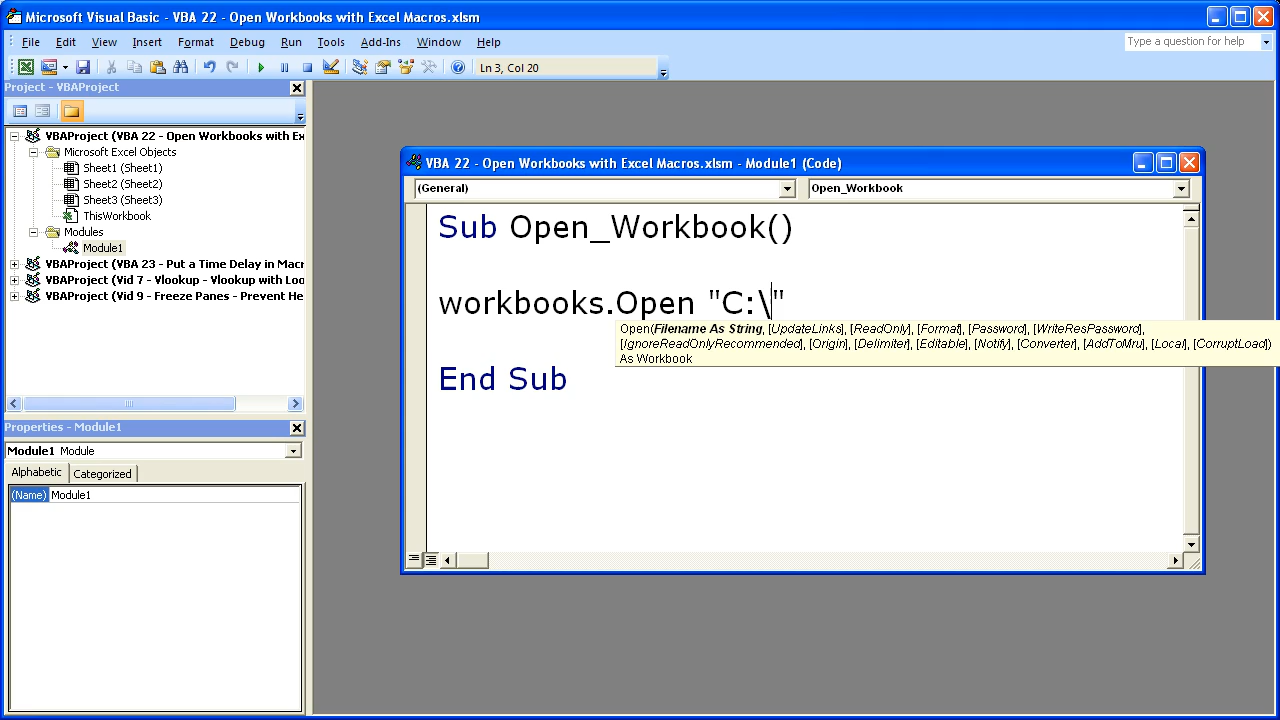 Microsoft Visual Basic - VBA 22 - Open Workbooks with Excel Macros.xlsm
File Edit View Insert Format Debug Run Tools Add-Ins Window Help
Type a question for help
Ln 3, Col 20
Project - VBAProject
VBAProject (VBA 22 - Open Workbooks with Ex
Microsoft Excel Objects
Sheet1 (Sheet1)
Sheet2 (Sheet2)
Sheet3 (Sheet3)
ThisWorkbook
Modules
Module1
VBAProject (VBA 23 - Put a Time Delay in Macr
VBAProject (Vid 7 - Vlookup - Vlookup with Loo
VBAProject (Vid 9 - Freeze Panes - Prevent He
Properties - Module1
Module1 Module
Alphabetic Categorized
(Name) Module1
VBA 22 - Open Workbooks with Excel Macros.xlsm - Module1 (Code)
(General) Open_Workbook
Sub Open_Workbook()
workbooks.Open "C:\"
Open(Filename As String, [UpdateLinks], [ReadOnly], [Format], [Password], [WriteResPassword],
[IgnoreReadOnlyRecommended], [Origin], [Delimiter], [Editable], [Notify], [Converter], [AddToMru], [Local], [CorruptLoad])
As Workbook
End Sub